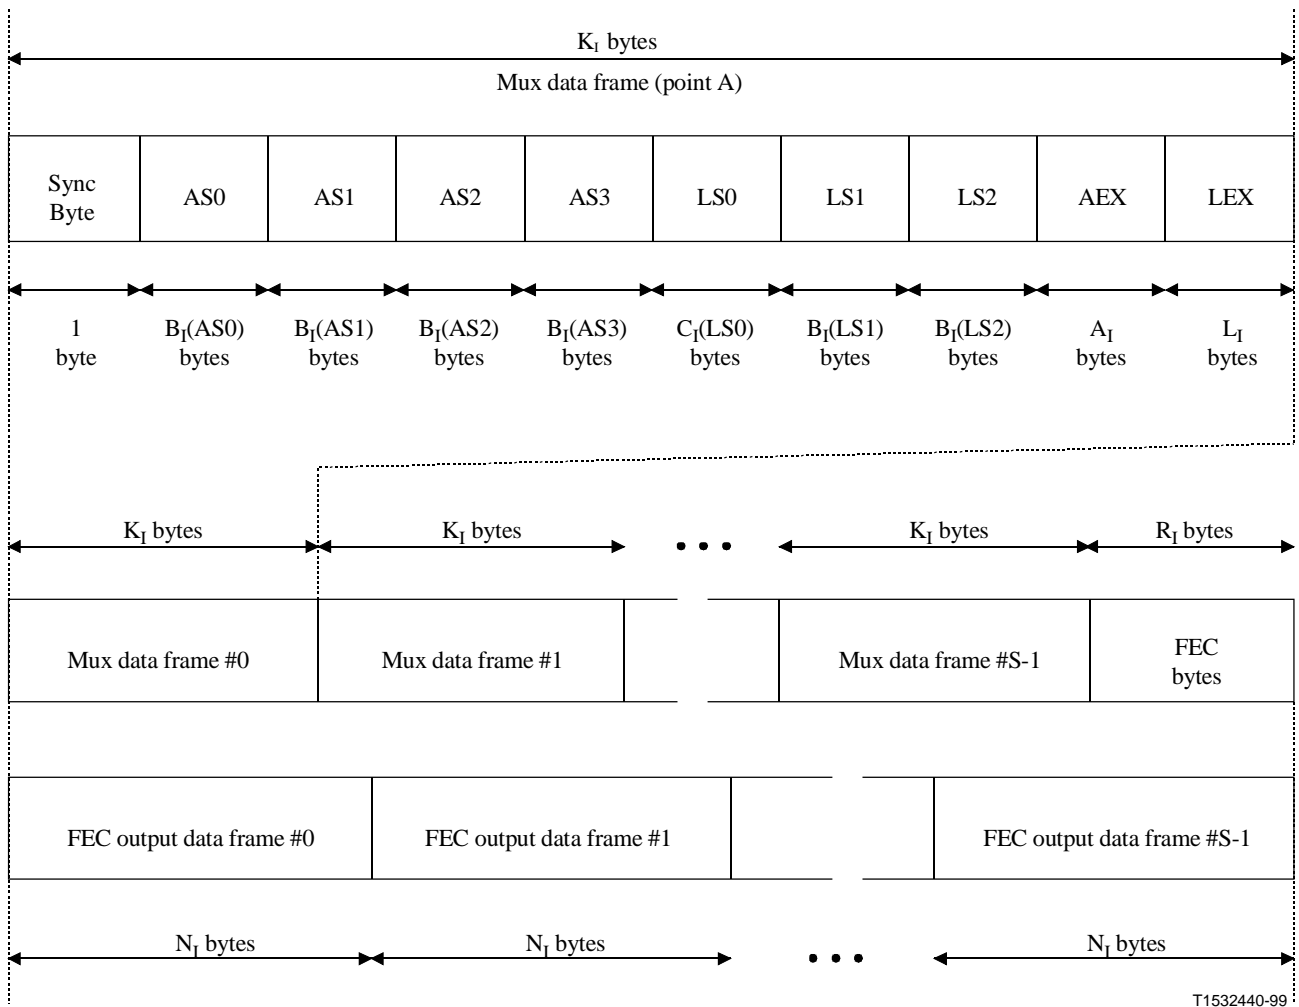 K_I bytes
Mux data frame (point A)
Sync
Byte
AS0
AS1
AS2
AS3
LS0
LS1
LS2
AEX
LEX
1
byte
B_I(AS0)
bytes
B_I(AS1)
bytes
B_I(AS2)
bytes
B_I(AS3)
bytes
C_I(LS0)
bytes
B_I(LS1)
bytes
B_I(LS2)
bytes
A_I
bytes
L_I
bytes
K_I bytes
K_I bytes
• • •
K_I bytes
R_I bytes
Mux data frame #0
Mux data frame #1
Mux data frame #S-1
FEC
bytes
FEC output data frame #0
FEC output data frame #1
FEC output data frame #S-1
N_I bytes
N_I bytes
• • •
N_I bytes
T1532440-99